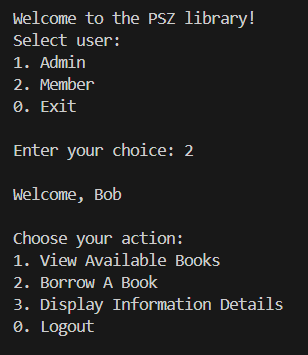 Welcome to the PSZ library!
Select user:
1. Admin
2. Member
0. Exit
Enter your choice: 2
Welcome, Bob
Choose your action:
1. View Available Books
2. Borrow A Book
3. Display Information Details
0. Logout